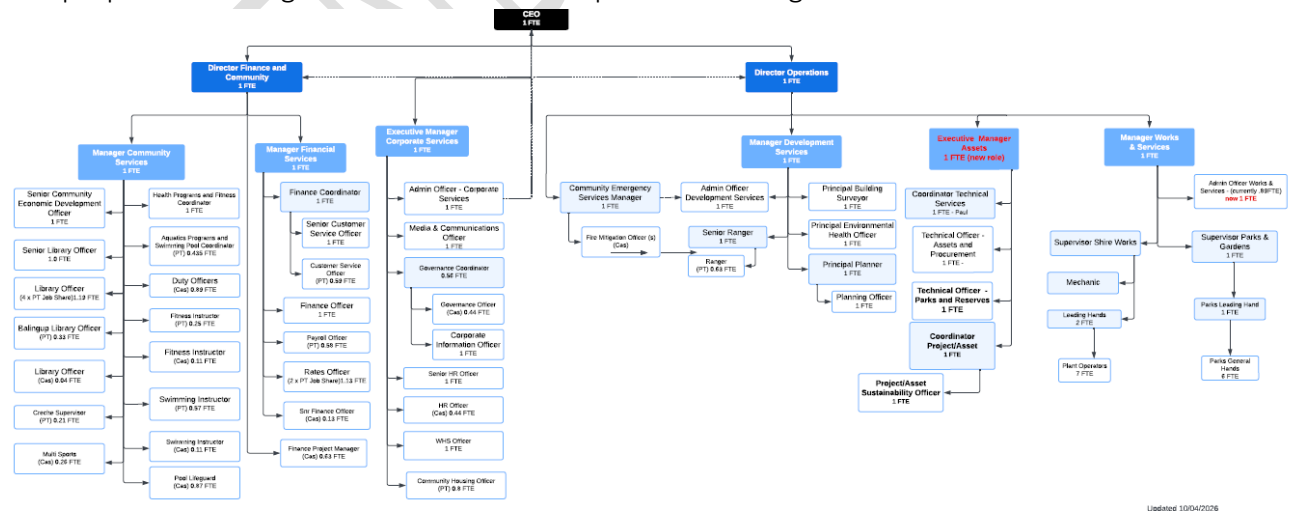 CEO
1 FTE
Director Finance and
Community
1 FTE
Director Operations
1 FTE
Manager Community
Services
1 FTE
Manager Financial
Services
1 FTE
Executive Manager
Corporate Services
1 FTE
Manager Development
Services
1 FTE
Executive Manager
Assets
1 FTE (new role)
Manager Works
& Services
1 FTE
Senior Community
Economic Development
Officer
1 FTE
Senior Library Officer
1.0 FTE
Library Officer
(4 x PT Job Share)
Balingup Library Officer
(PT) 0.33 FTE
Library Officer
(Cas) 0.04 FTE
Creche Supervisor
(PT) 0.21 FTE
Multi Sports
(Cas) 0.26 FTE
Health Programs and Fitness
Coordinator
1 FTE
Aquatics Programs and
Swimming Pool Coordinator
(PT) 0.435 FTE
Duty Officers
(Cas) 0.89 FTE
Fitness Instructor
(PT) 0.25 FTE
Fitness Instructor
(Cas) 0.11 FTE
Swimming Instructor
(PT) 0.57 FTE
Swimming Instructor
(Cas) 0.11 FTE
Pool Lifeguard
(Cas) 0.87 FTE
Finance Coordinator
1 FTE
Senior Customer
Service Officer
1 FTE
Customer Service
Officer
(PT) 0.59 FTE
Finance Officer
1 FTE
Payroll Officer
(PT) 0.58 FTE
Rates Officer
(2 x PT Job Share)
Snr Finance Officer
(Cas) 0.13 FTE
Finance Project Manager
(Cas) 0.63 FTE
Admin Officer - Corporate
Services
1 FTE
Media & Communications
Officer
1 FTE
Governance Coordinator
0.56 FTE
Governance Officer
(Cas) 0.44 FTE
Corporate
Information Officer
1 FTE
Senior HR Officer
1 FTE
HR Officer
(Cas) 0.44 FTE
WHS Officer
1 FTE
Community Housing Officer
(PT) 0.8 FTE
Community Emergency
Services Manager
1 FTE
Fire Mitigation Officer (s)
(Cas)
Admin Officer
Development Services
1 FTE
Senior Ranger
1 FTE
Ranger
(PT) 0.63 FTE
Principal Building
Surveyor
1 FTE
Principal Environmental
Health Officer
1 FTE
Principal Planner
1 FTE
Planning Officer
1 FTE
Coordinator Technical
Services
1 FTE - Paul
Technical Officer -
Assets and
Procurement
1 FTE -
Technical Officer -
Parks and Reserves
1 FTE
Coordinator
Project/Asset
1 FTE
Project/Asset
Sustainability Officer
1 FTE
Admin Officer Works &
Services - (currently .89FTE)
now 1 FTE
Supervisor Shire Works
Mechanic
Leading Hands
2 FTE
Plant Operators
7 FTE
Supervisor Parks &
Gardens
1 FTE
Parks Leading Hand
1 FTE
Parks General
Hands
6 FTE
Updated 10/04/2026